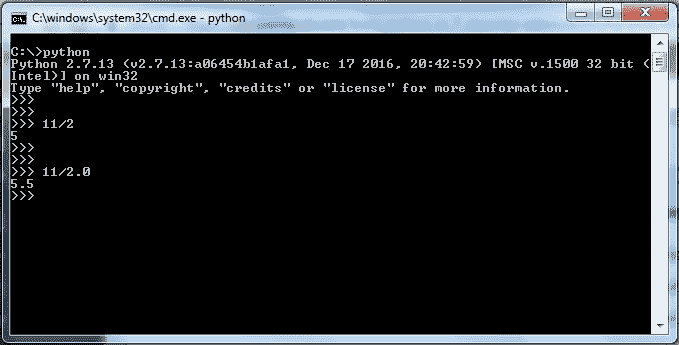 C:\windows\system32\cmd.exe - python
C:\>python
Python 2.7.13 (v2.7.13:a06454b1afa1, Dec 17 2016, 20:42:59) [MSC v.1500 32 bit (
Intel)] on win32
Type "help", "copyright", "credits" or "license" for more information.
>>>
>>>
>>> 11/2
5
>>>
>>>
>>> 11/2.0
5.5
>>>